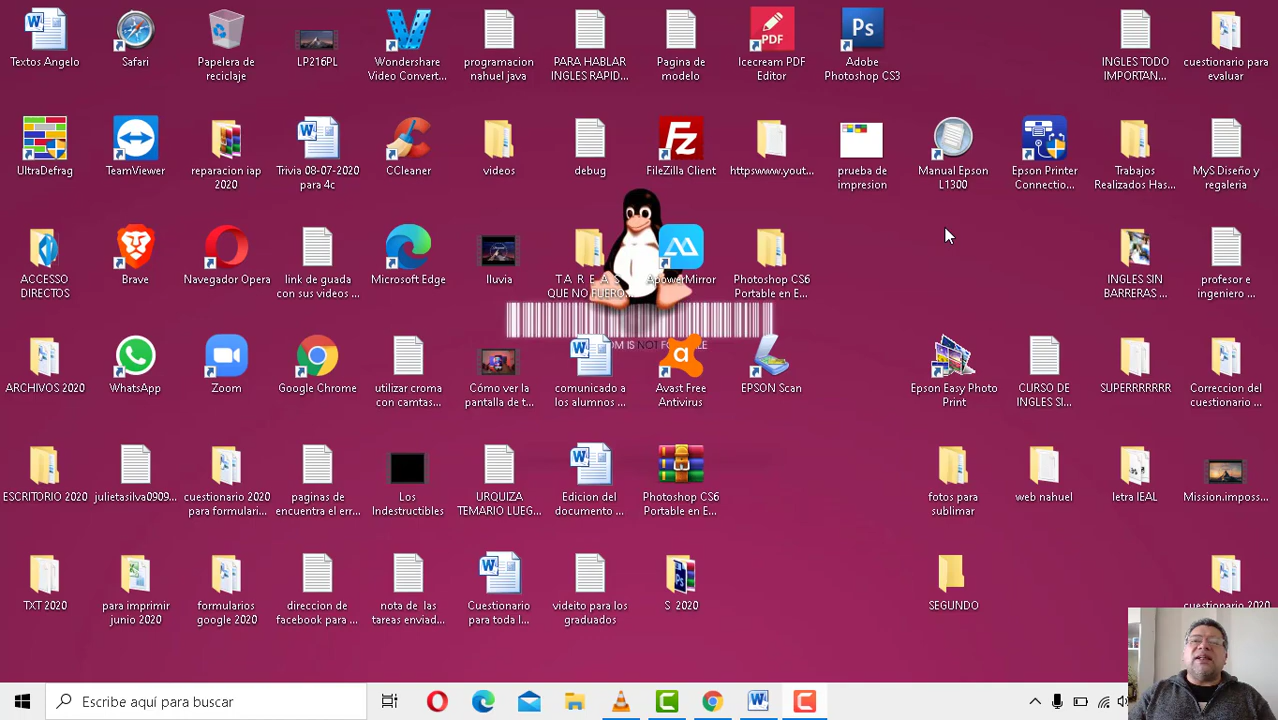 Textos Angelo
Safari
Papelera de
reciclaje
LP216PL
Wondershare
Video Convert...
programacion
nahuel java
PARA HABLAR
INGLES RAPID...
Pagina de
modelo
PDF
Icecream PDF
Editor
Ps
Adobe
Photoshop CS3
INGLES TODO
IMPORTAN...
cuestionario para
evaluar
UltraDefrag
TeamViewer
reparacion iap
2020
Trivia 08-07-2020
para 4c
CCleaner
videos
debug
Fz
FileZilla Client
httpswww.yout...
prueba de
impresion
Manual Epson
L1300
Epson Printer
Connectio...
Trabajos
Realizados Has...
MyS Diseño y
regaleria
ACCESSO
DIRECTOS
Brave
Navegador Opera
link de guada
con sus videos ...
Microsoft Edge
lluvia
T A R E A S
QUE NO FUERO...
ApowerMirror
Photoshop CS6
Portable en E...
INGLES SIN
BARRERAS ...
profesor e
ingeniero ...
ARCHIVOS 2020
WhatsApp
Zoom
Google Chrome
utilizar croma
con camtas...
Cómo ver la
pantalla de t...
comunicado a
los alumnos ...
Avast Free
Antivirus
EPSON Scan
Epson Easy Photo
Print
CURSO DE
INGLES SI...
SUPERRRRRRR
Correccion del
cuestionario ...
ESCRITORIO 2020
julietasilva0909...
cuestionario 2020
para formulari...
paginas de
encuentra el err...
Los
Indestructibles
URQUIZA
TEMARIO LUEG...
Edicion del
documento ...
Photoshop CS6
Portable en E...
fotos para
sublimar
web nahuel
letra IEAL
Mission.imposs...
TXT 2020
para imprimir
junio 2020
formularios
google 2020
direccion de
facebook para ...
nota de las
tareas enviad...
Cuestionario
para toda l...
videito para los
graduados
S 2020
SEGUNDO
cuestionario 2020
Escribe aquí para buscar